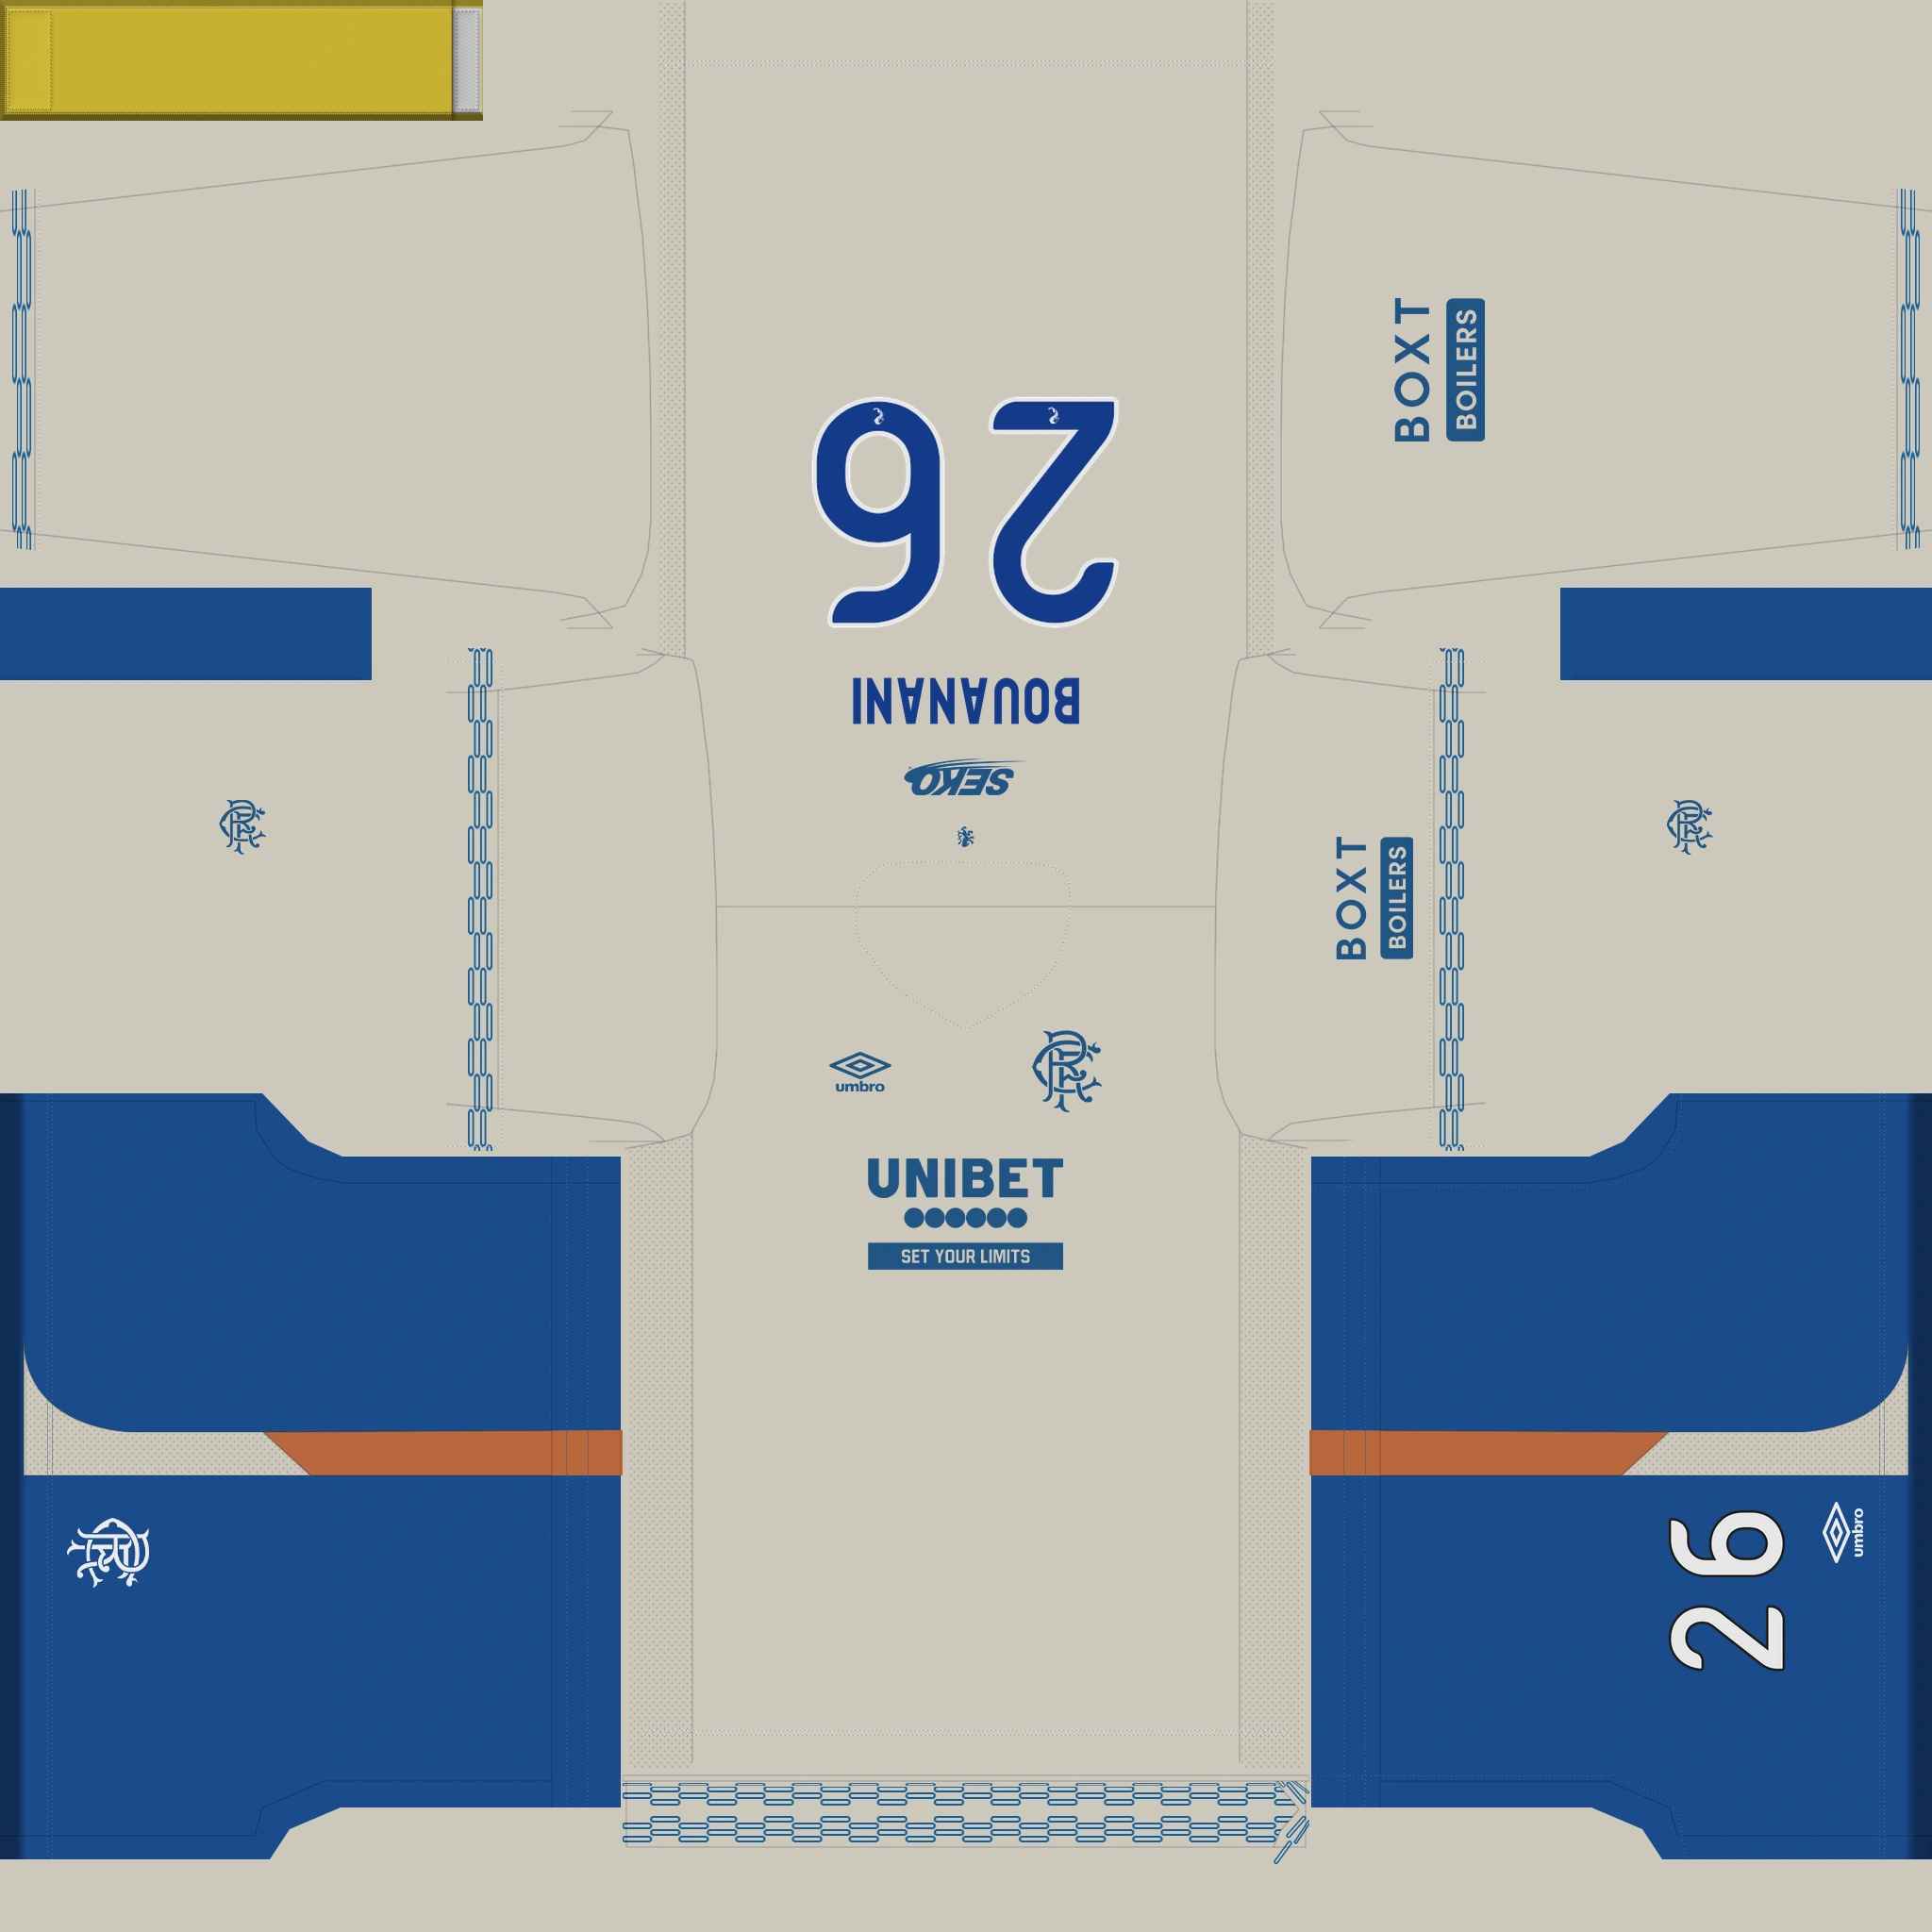 BOXT
BOILERS
26
BOUANANI
SEKO
BOXT
BOILERS
umbro
UNIBET
SET YOUR LIMITS
26
umbro